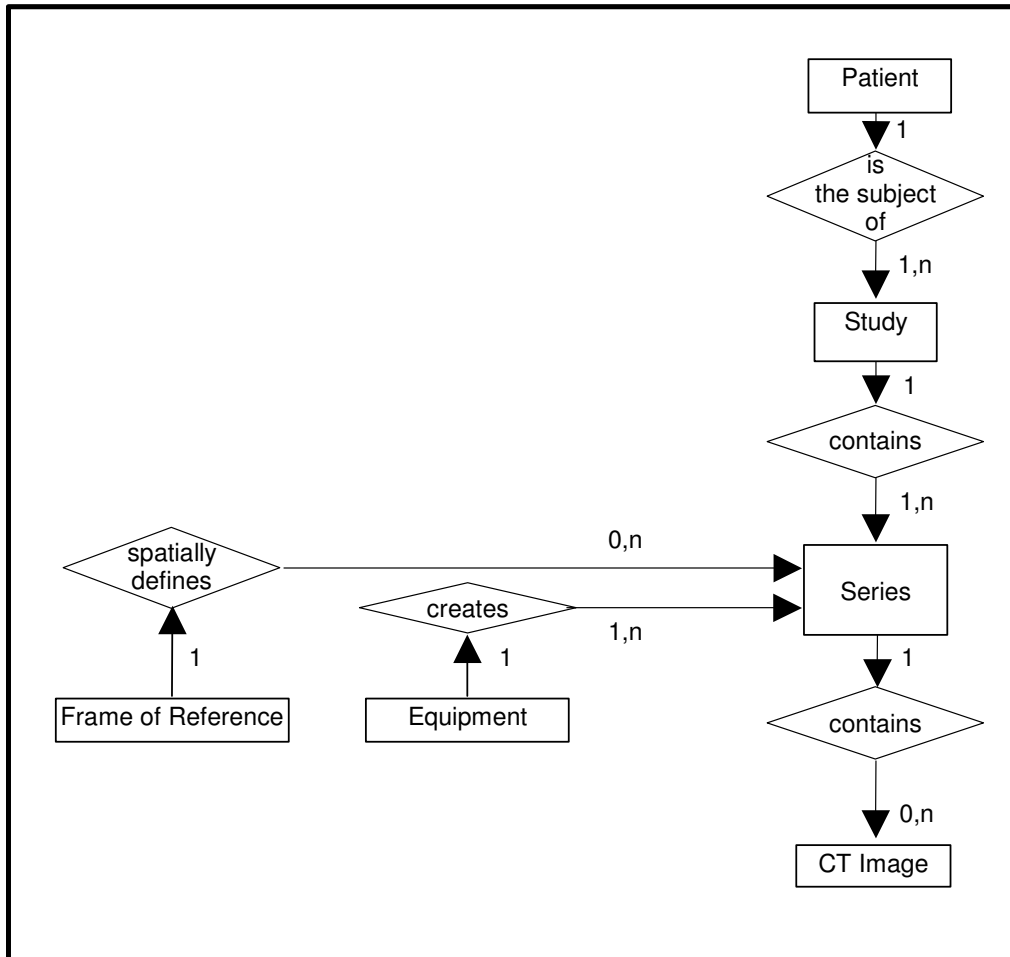 Patient
1
is
the subject
of
1,n
Study
1
contains
1,n
spatially
defines
0,n
Series
creates
1,n
1
1
1
Frame of Reference
Equipment
contains
0,n
CT Image